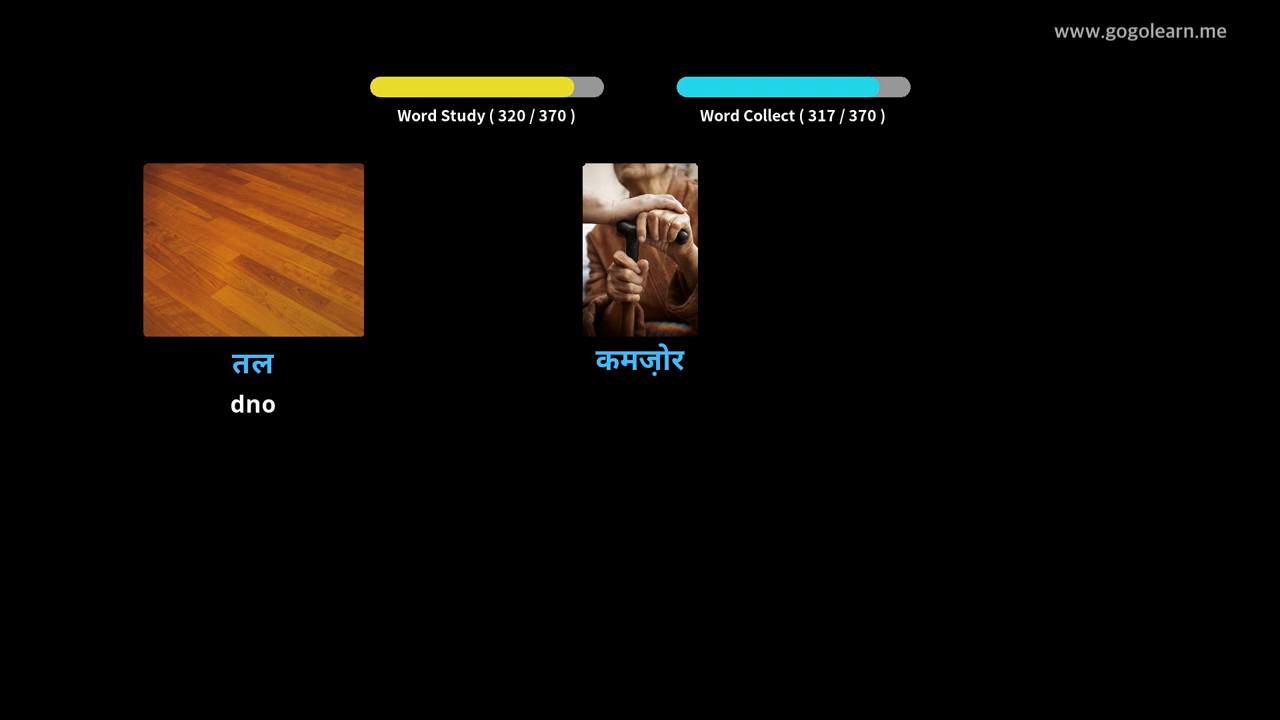 www.gogolearn.me
Word Study ( 320 / 370 )
Word Collect ( 317 / 370 )
तल
dno
कमज़ोर